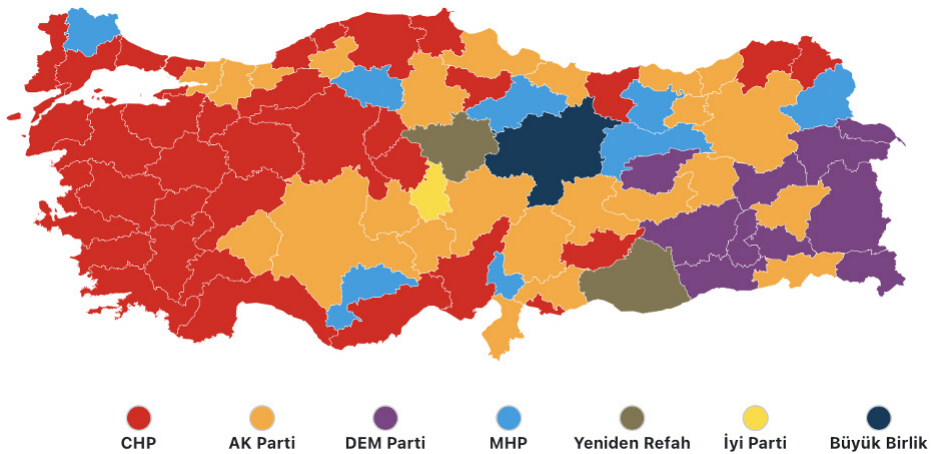 CHP
AK Parti
DEM Parti
MHP
Yeniden Refah
İyi Parti
Büyük Birlik